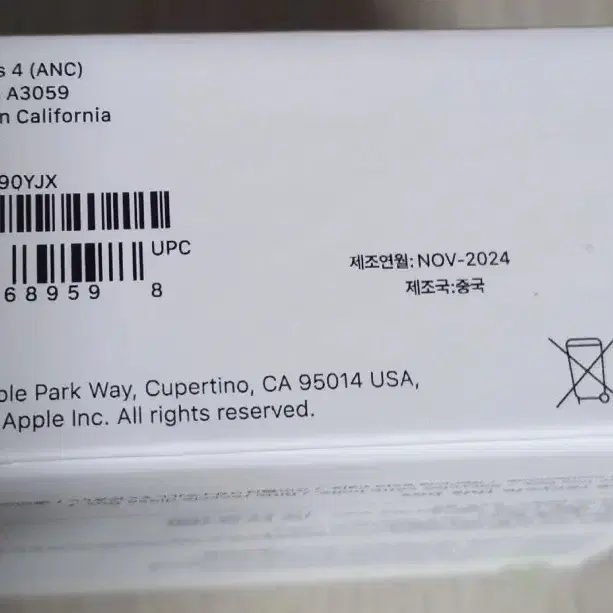 s 4 (ANC)
A3059
n California
90YJX
UPC
68959 8
제조연월: NOV-2024
제조국:중국
ple Park Way, Cupertino, CA 95014 USA,
Apple Inc. All rights reserved.